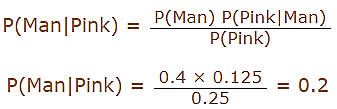 P(Man|Pink) = P(Man) P(Pink|Man) / P(Pink)
P(Man|Pink) = 0.4 × 0.125 / 0.25 = 0.2